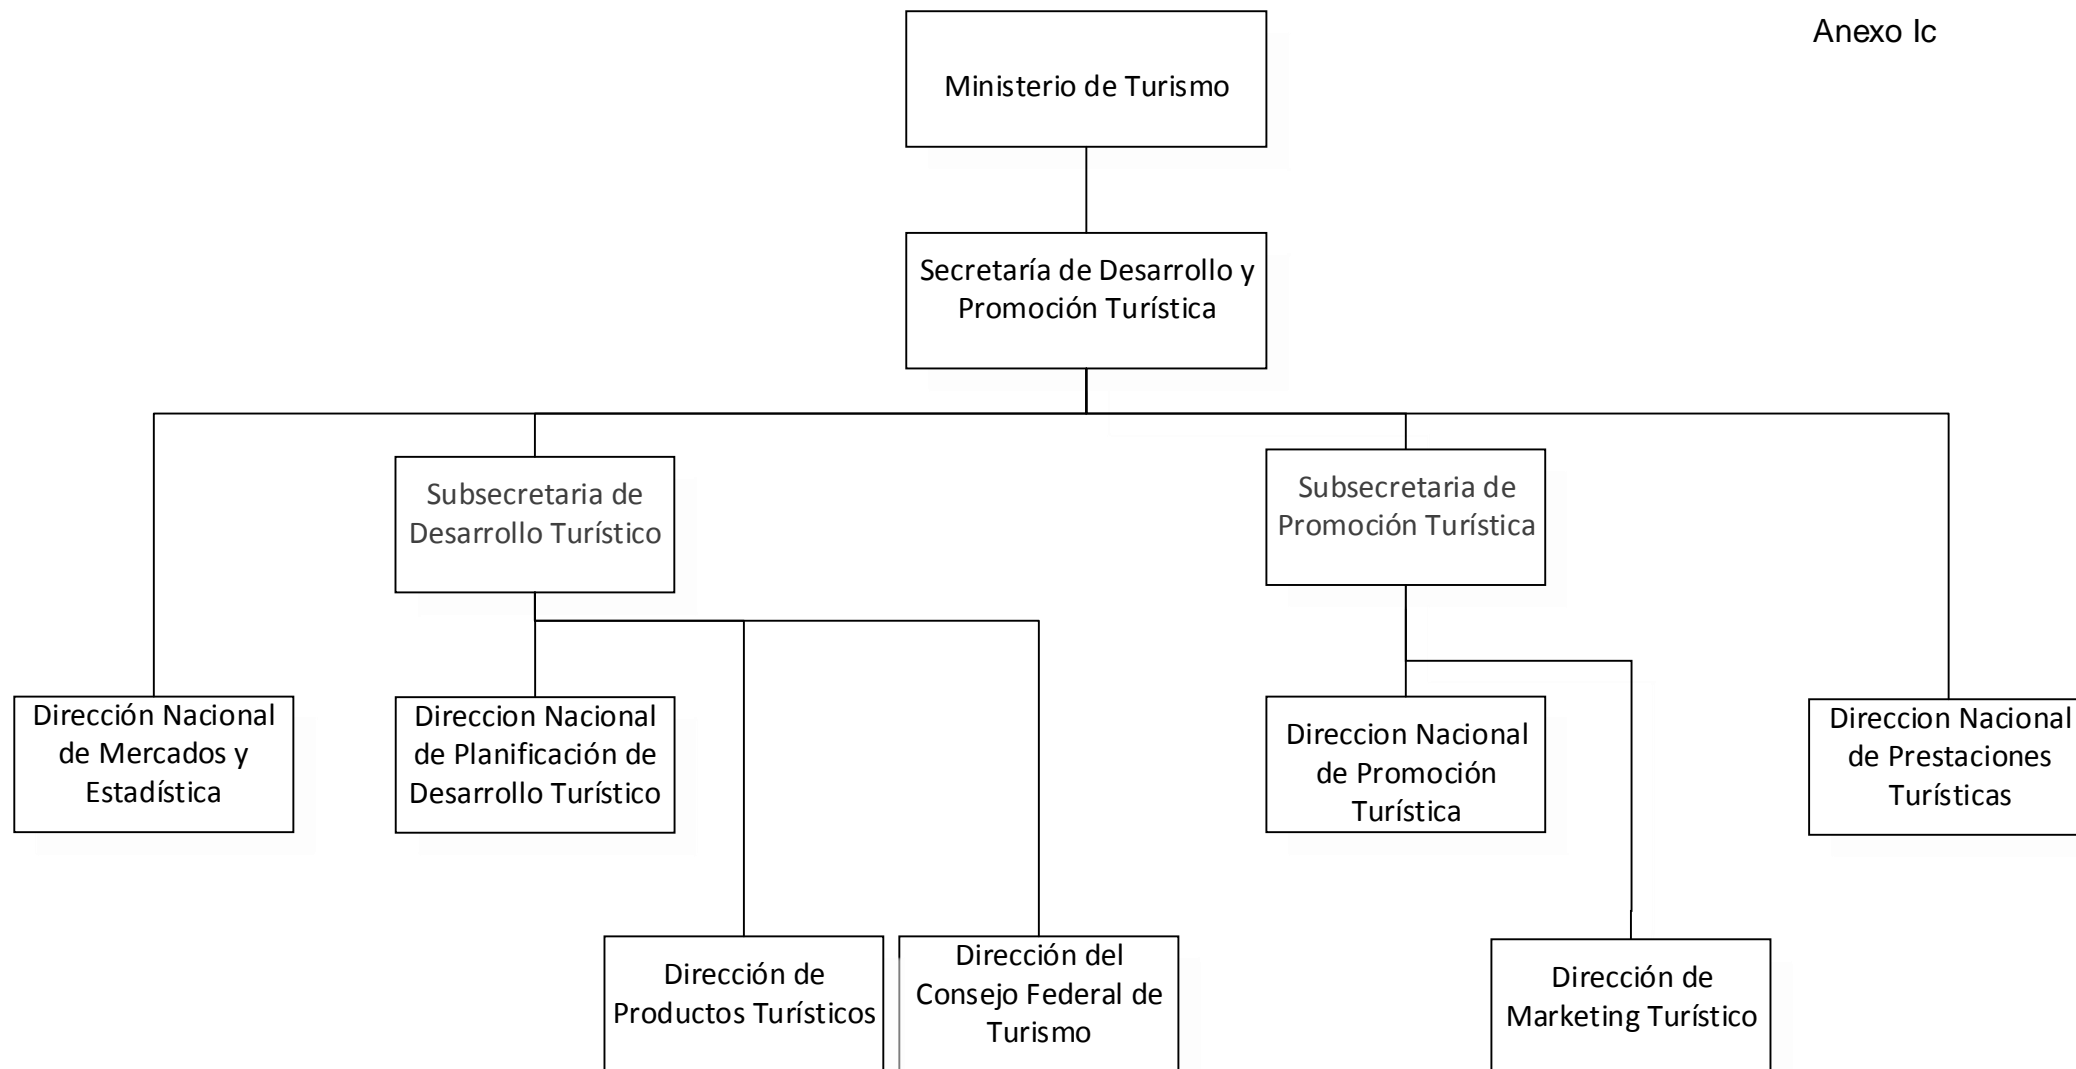 Anexo Ic
Ministerio de Turismo
Secretaría de Desarrollo y
Promoción Turística
Subsecretaria de
Desarrollo Turístico
Subsecretaria de
Promoción Turística
Dirección Nacional
de Mercados y
Estadística
Direccion Nacional
de Planificación de
Desarrollo Turístico
Direccion Nacional
de Promoción
Turística
Direccion Nacional
de Prestaciones
Turísticas
Dirección de
Productos Turísticos
Dirección del
Consejo Federal de
Turismo
Dirección de
Marketing Turístico